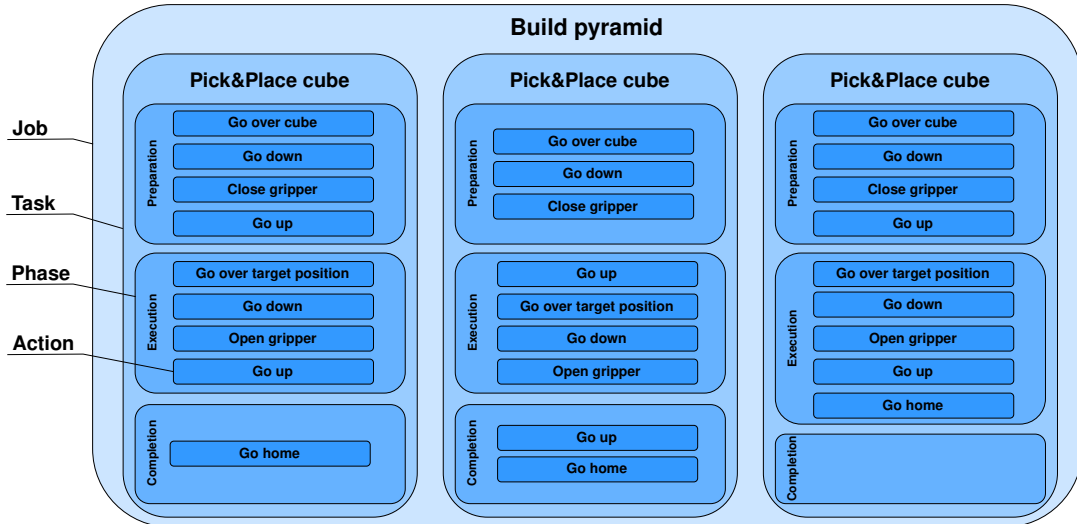 Build pyramid
Job
Task
Phase
Action
Pick&Place cube
Preparation
Go over cube
Go down
Close gripper
Go up
Execution
Go over target position
Go down
Open gripper
Go up
Completion
Go home
Pick&Place cube
Preparation
Go over cube
Go down
Close gripper
Execution
Go up
Go over target position
Go down
Open gripper
Completion
Go up
Go home
Pick&Place cube
Preparation
Go over cube
Go down
Close gripper
Go up
Execution
Go over target position
Go down
Open gripper
Go up
Go home
Completion